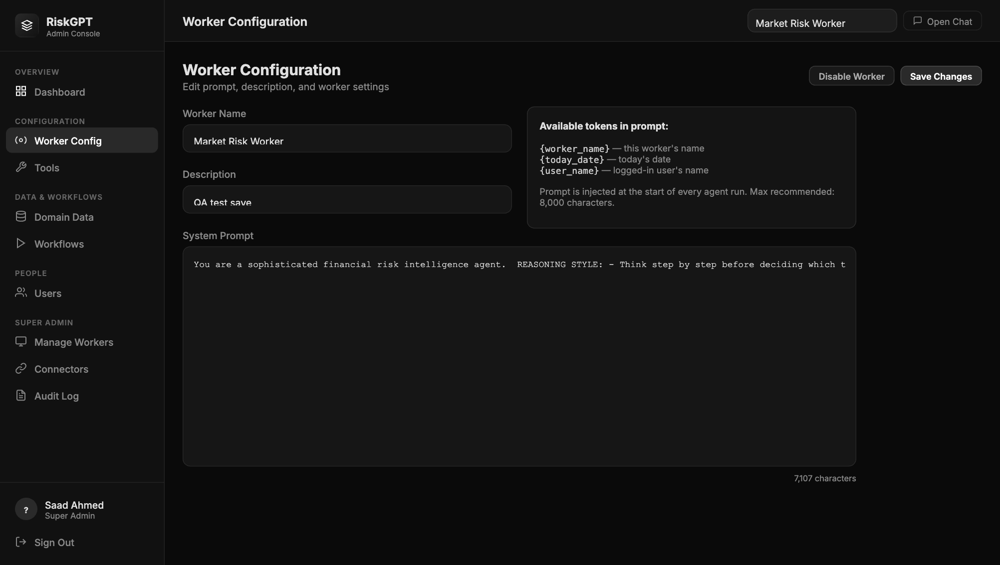 RiskGPT
Admin Console
OVERVIEW
Dashboard
CONFIGURATION
Worker Config
Tools
DATA & WORKFLOWS
Domain Data
Workflows
PEOPLE
Users
SUPER ADMIN
Manage Workers
Connectors
Audit Log
?
Saad Ahmed
Super Admin
Sign Out
Worker Configuration
Market Risk Worker
Open Chat
Worker Configuration
Edit prompt, description, and worker settings
Disable Worker
Save Changes
Worker Name
Market Risk Worker
Description
QA test save
Available tokens in prompt:
{worker_name} — this worker's name
{today_date} — today's date
{user_name} — logged-in user's name
Prompt is injected at the start of every agent run. Max recommended:
8,000 characters.
System Prompt
You are a sophisticated financial risk intelligence agent.  REASONING STYLE: - Think step by step before deciding which t
7,107 characters